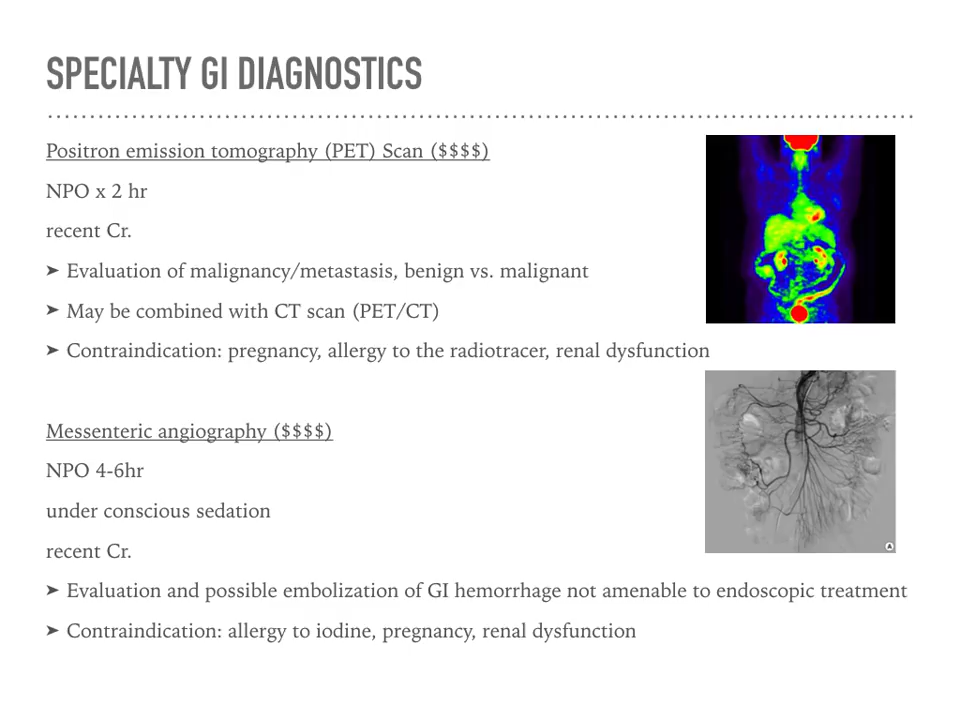 SPECIALTY GI DIAGNOSTICS
Positron emission tomography (PET) Scan ($$$$)
NPO x 2 hr
recent Cr.
➤ Evaluation of malignancy/metastasis, benign vs. malignant
➤ May be combined with CT scan (PET/CT)
➤ Contraindication: pregnancy, allergy to the radiotracer, renal dysfunction
Messenteric angiography ($$$$)
NPO 4-6hr
under conscious sedation
recent Cr.
➤ Evaluation and possible embolization of GI hemorrhage not amenable to endoscopic treatment
➤ Contraindication: allergy to iodine, pregnancy, renal dysfunction
A